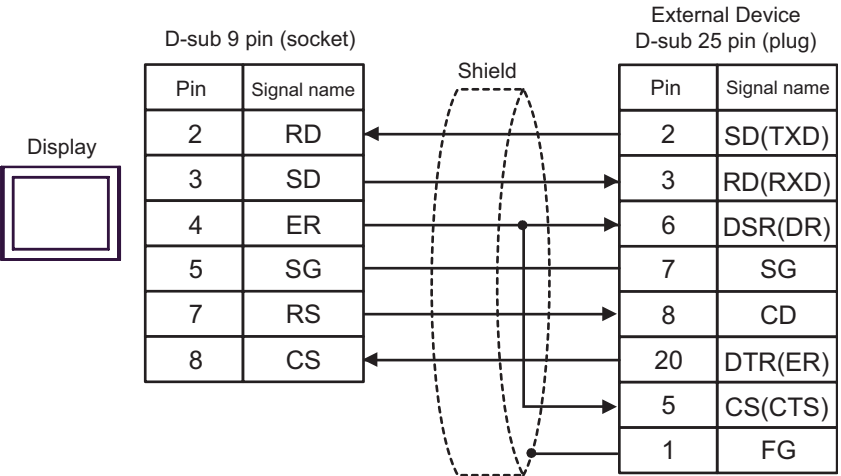 External Device
D-sub 9 pin (socket)
D-sub 25 pin (plug)
Shield
Display
Pin Signal name
2 RD
3 SD
4 ER
5 SG
7 RS
8 CS
Pin Signal name
2 SD(TXD)
3 RD(RXD)
6 DSR(DR)
7 SG
8 CD
20 DTR(ER)
5 CS(CTS)
1 FG